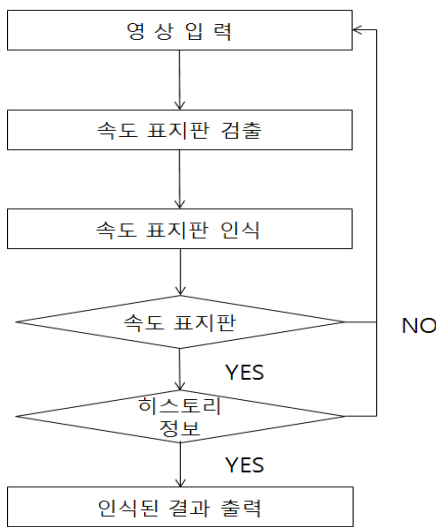 영 상 입 력
속도 표지판 검출
속도 표지판 인식
속도 표지판
NO
YES
히스토리
정보
YES
인식된 결과 출력